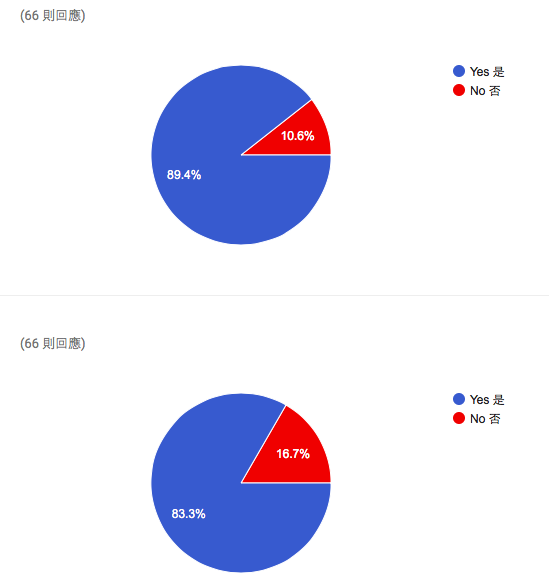 (66 則回應)
Yes 是
No 否
10.6%
89.4%
(66 則回應)
Yes 是
No 否
16.7%
83.3%